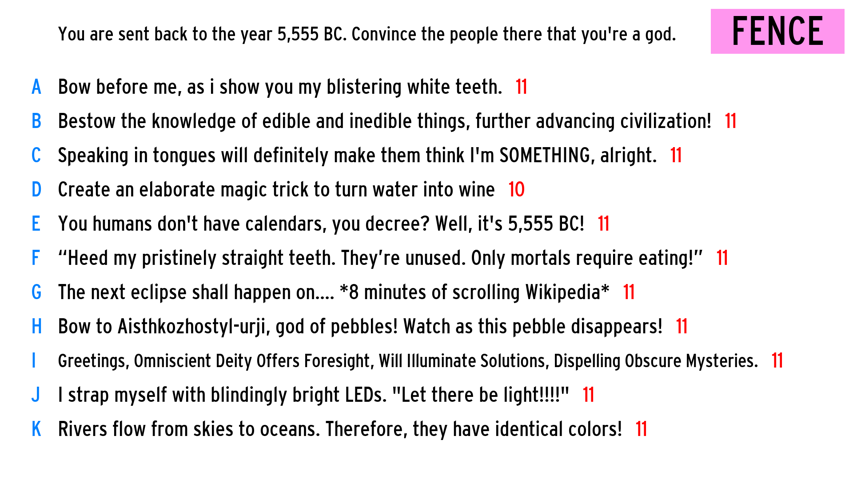 You are sent back to the year 5,555 BC. Convince the people there that you're a god.
FENCE
A Bow before me, as i show you my blistering white teeth. 11
B Bestow the knowledge of edible and inedible things, further advancing civilization! 11
C Speaking in tongues will definitely make them think I'm SOMETHING, alright. 11
D Create an elaborate magic trick to turn water into wine 10
E You humans don't have calendars, you decree? Well, it's 5,555 BC! 11
F “Heed my pristinely straight teeth. They’re unused. Only mortals require eating!” 11
G The next eclipse shall happen on.... *8 minutes of scrolling Wikipedia* 11
H Bow to Aisthkozhostyl-urji, god of pebbles! Watch as this pebble disappears! 11
I Greetings, Omniscient Deity Offers Foresight, Will Illuminate Solutions, Dispelling Obscure Mysteries. 11
J I strap myself with blindingly bright LEDs. "Let there be light!!!!" 11
K Rivers flow from skies to oceans. Therefore, they have identical colors! 11